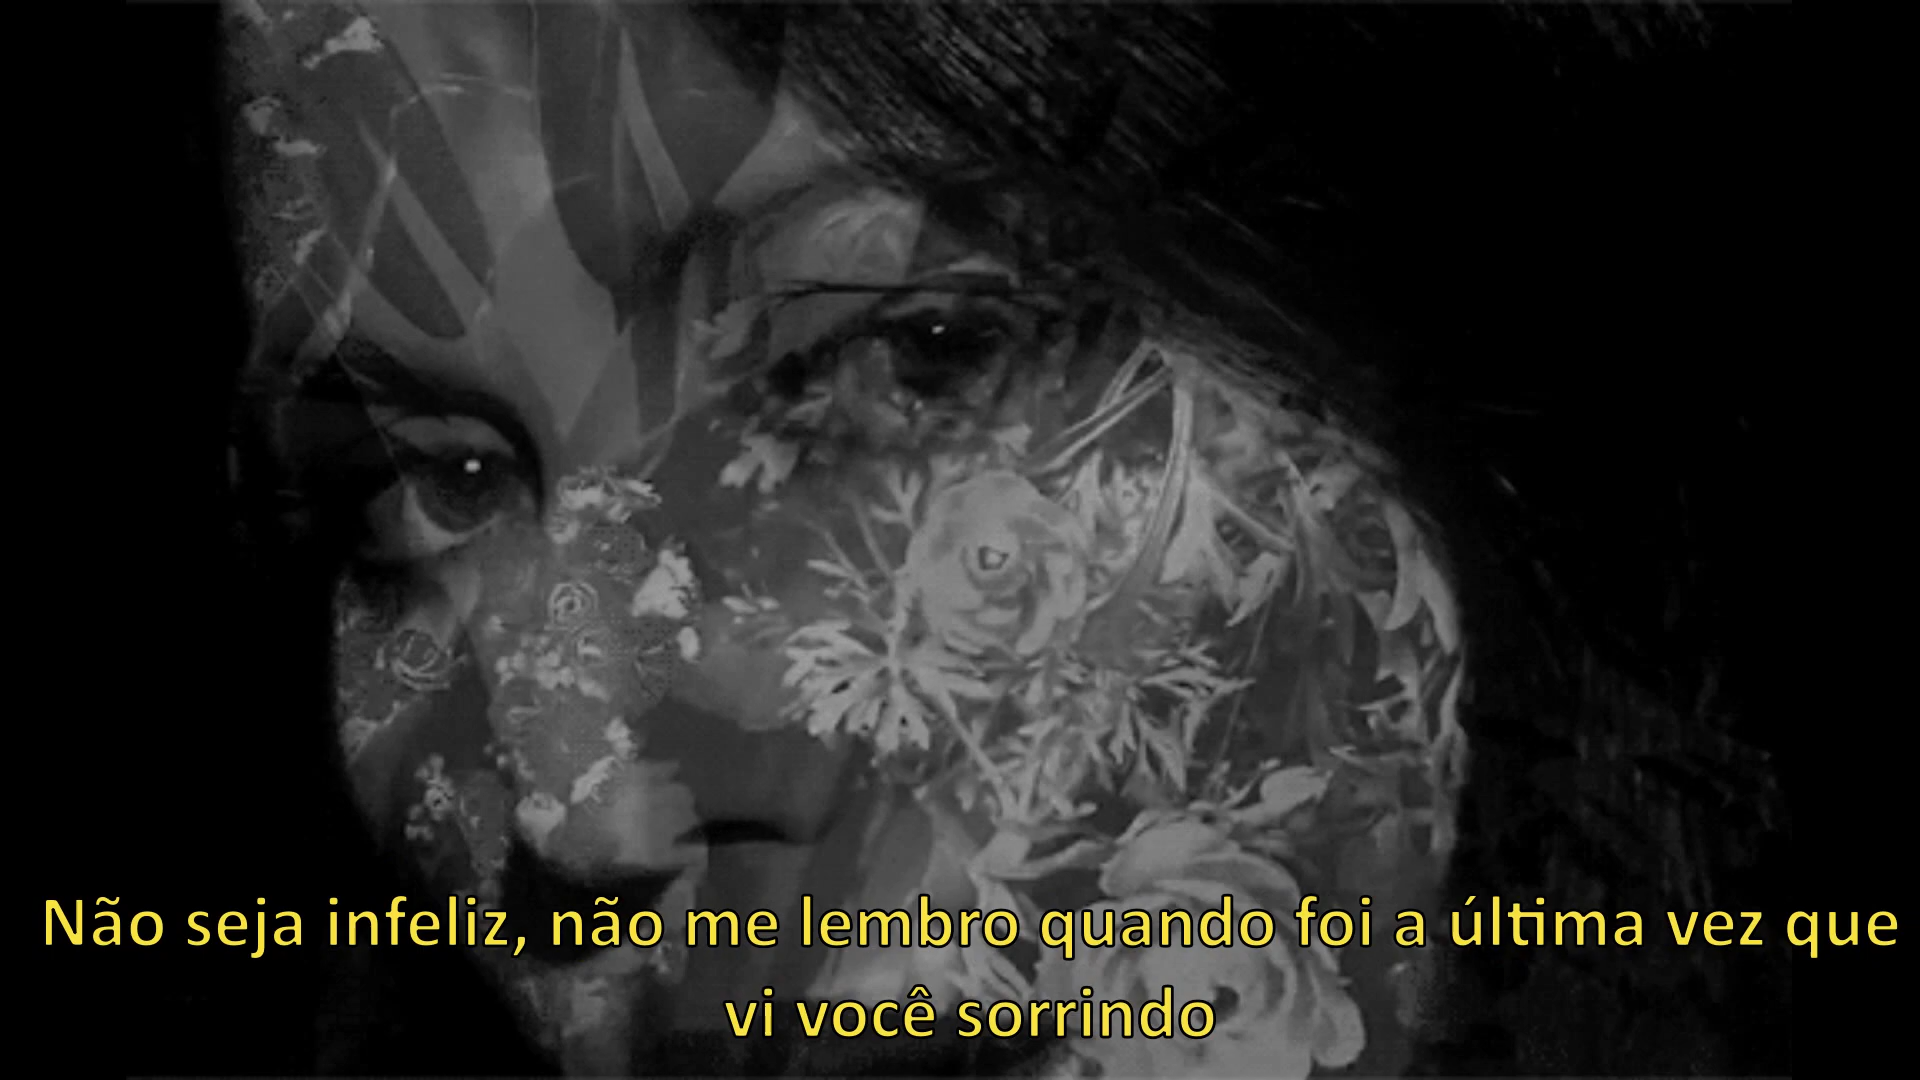 Não seja infeliz, não me lembro quando foi a última vez que
vi você sorrindo